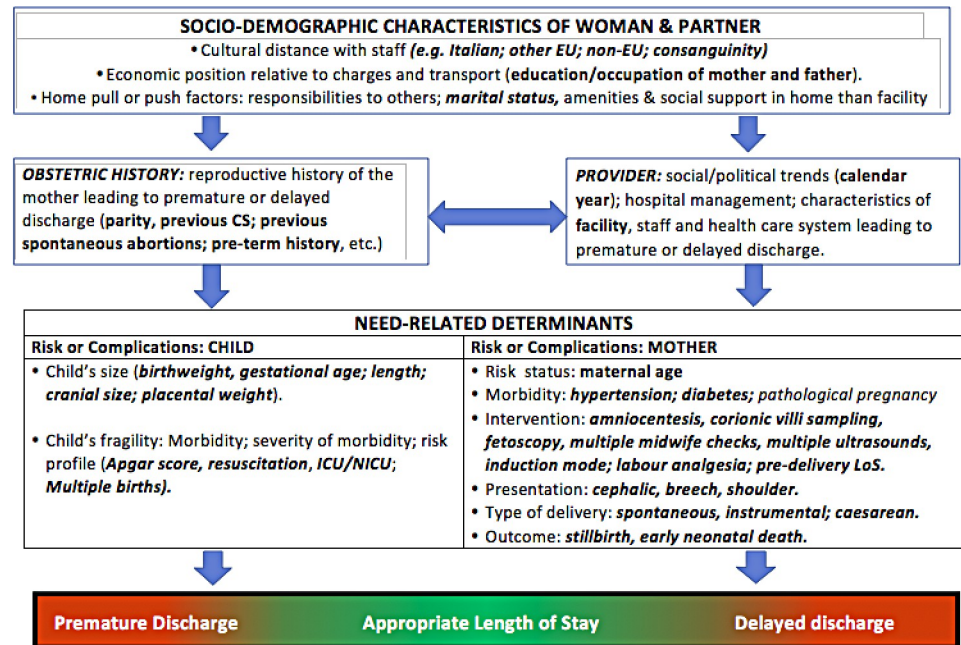 SOCIO-DEMOGRAPHIC CHARACTERISTICS OF WOMAN & PARTNER
• Cultural distance with staff (e.g. Italian; other EU; non-EU; consanguinity)
• Economic position relative to charges and transport (education/occupation of mother and father).
• Home pull or push factors: responsibilities to others; marital status, amenities & social support in home than facility
OBSTETRIC HISTORY: reproductive history of the
mother leading to premature or delayed
discharge (parity, previous CS; previous
spontaneous abortions; pre-term history, etc.)
PROVIDER: social/political trends (calendar
year); hospital management; characteristics of
facility, staff and health care system leading to
premature or delayed discharge.
NEED-RELATED DETERMINANTS
Risk or Complications: CHILD
• Child's size (birthweight, gestational age; length;
cranial size; placental weight).
• Child's fragility: Morbidity; severity of morbidity; risk
profile (Apgar score, resuscitation, ICU/NICU;
Multiple births).
Risk or Complications: MOTHER
• Risk status: maternal age
• Morbidity: hypertension; diabetes; pathological pregnancy
• Intervention: amniocentesis, corionic villi sampling,
fetoscopy, multiple midwife checks, multiple ultrasounds,
induction mode; labour analgesia; pre-delivery LoS.
• Presentation: cephalic, breech, shoulder.
• Type of delivery: spontaneous, instrumental; caesarean.
• Outcome: stillbirth, early neonatal death.
Premature Discharge
Appropriate Length of Stay
Delayed discharge